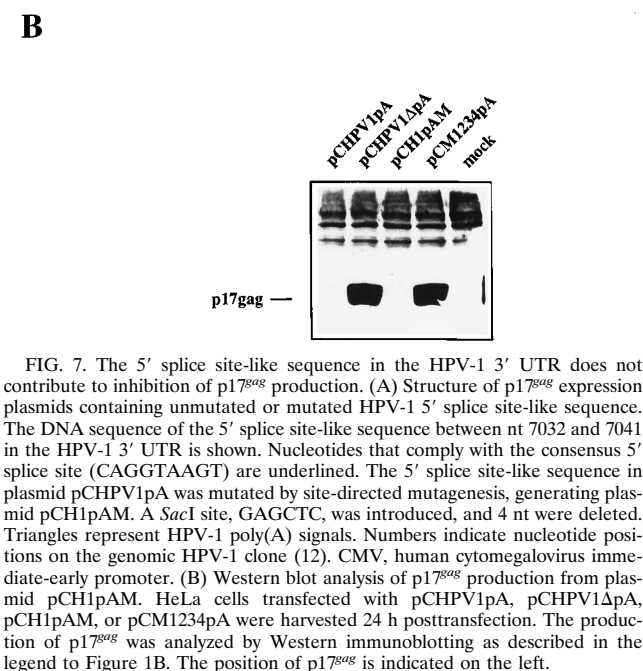 B
pCHPV1pA
pCHPV1ΔpA
pCH1pAM
pCM1234pA
mock
p17gag —
FIG. 7. The 5′ splice site-like sequence in the HPV-1 3′ UTR does not
contribute to inhibition of p17gag production. (A) Structure of p17gag expression
plasmids containing unmutated or mutated HPV-1 5′ splice site-like sequence.
The DNA sequence of the 5′ splice site-like sequence between nt 7032 and 7041
in the HPV-1 3′ UTR is shown. Nucleotides that comply with the consensus 5′
splice site (CAGGTAAGT) are underlined. The 5′ splice site-like sequence in
plasmid pCHPV1pA was mutated by site-directed mutagenesis, generating plas-
mid pCH1pAM. A SacI site, GAGCTC, was introduced, and 4 nt were deleted.
Triangles represent HPV-1 poly(A) signals. Numbers indicate nucleotide posi-
tions on the genomic HPV-1 clone (12). CMV, human cytomegalovirus imme-
diate-early promoter. (B) Western blot analysis of p17gag production from plas-
mid pCH1pAM. HeLa cells transfected with pCHPV1pA, pCHPV1ΔpA,
pCH1pAM, or pCM1234pA were harvested 24 h posttransfection. The produc-
tion of p17gag was analyzed by Western immunoblotting as described in the
legend to Figure 1B. The position of p17gag is indicated on the left.